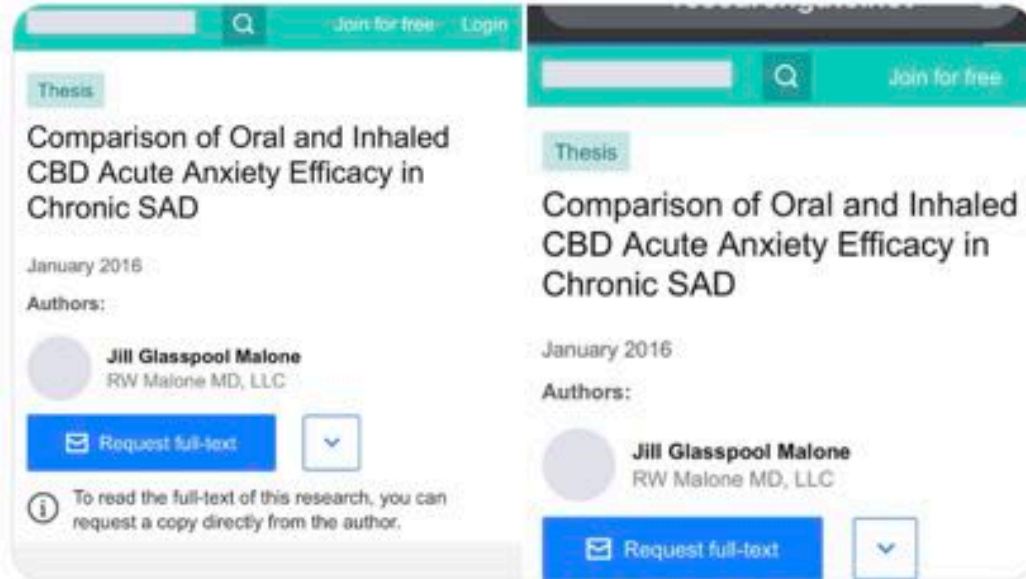 Join for free Login
Thesis
Comparison of Oral and Inhaled
CBD Acute Anxiety Efficacy in
Chronic SAD
January 2016
Authors:
Jill Glasspool Malone
RW Malone MD, LLC
Request full-text
To read the full-text of this research, you can
request a copy directly from the author.
Join for free
Thesis
Comparison of Oral and Inhaled
CBD Acute Anxiety Efficacy in
Chronic SAD
January 2016
Authors:
Jill Glasspool Malone
RW Malone MD, LLC
Request full-text